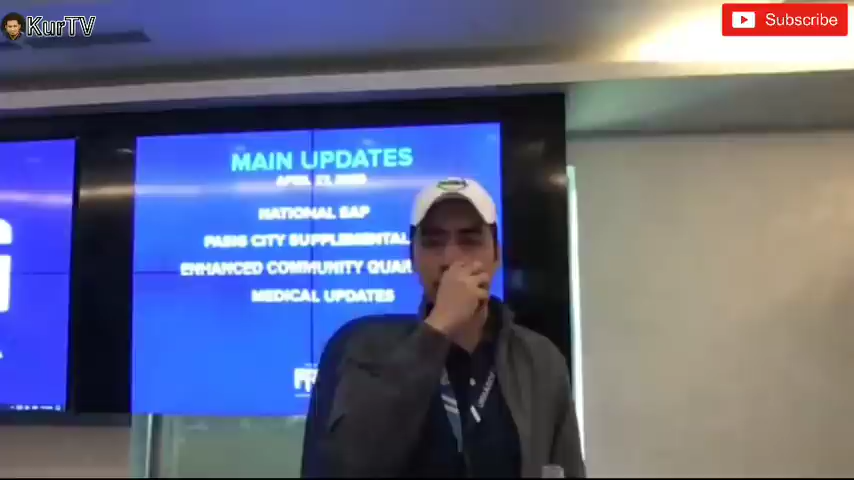 KurTV
Subscribe
MAIN UPDATES
NATIONAL SAP
PASIG CITY SUPPLEMENTAL
ENHANCED COMMUNITY QUAR
MEDICAL UPDATES